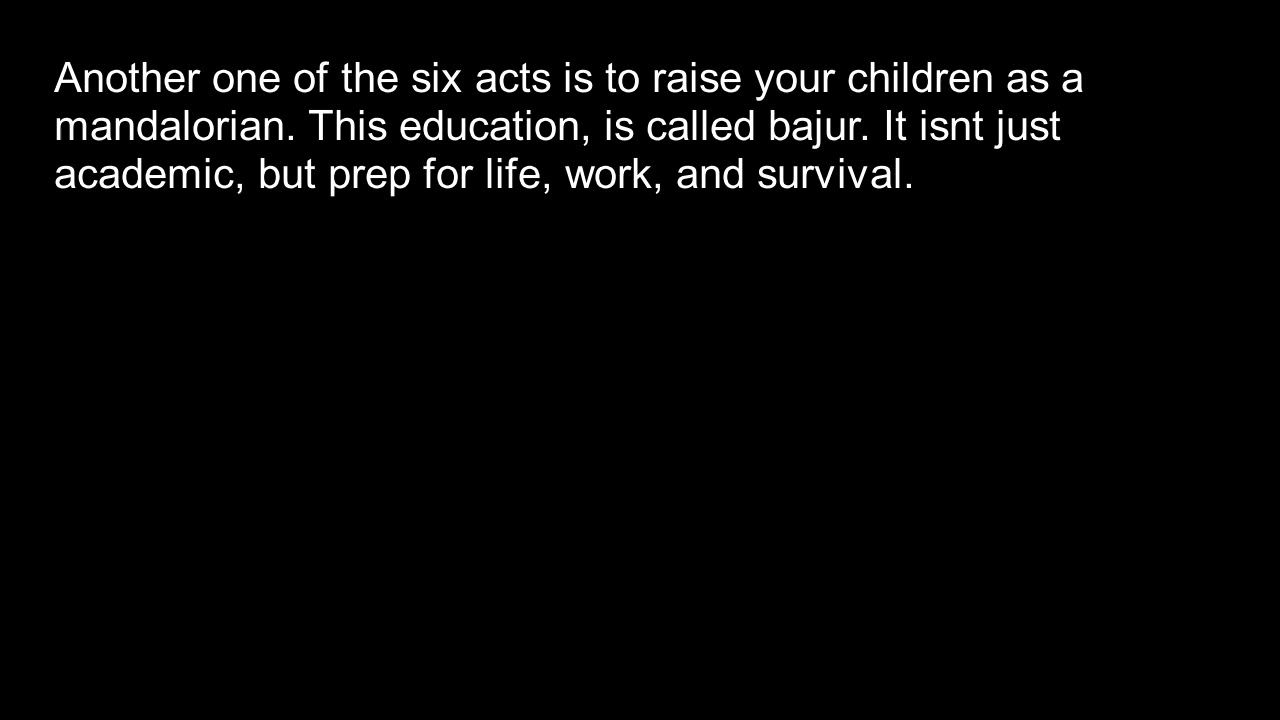 Another one of the six acts is to raise your children as a
mandalorian. This education, is called bajur. It isnt just
academic, but prep for life, work, and survival.